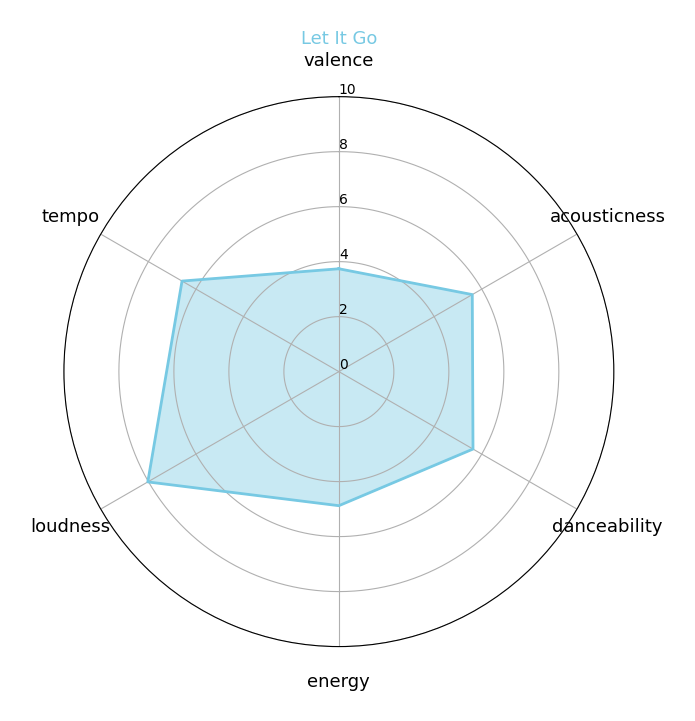 Let It Go
valence
10
8
6
4
2
0
tempo
acousticness
loudness
danceability
energy